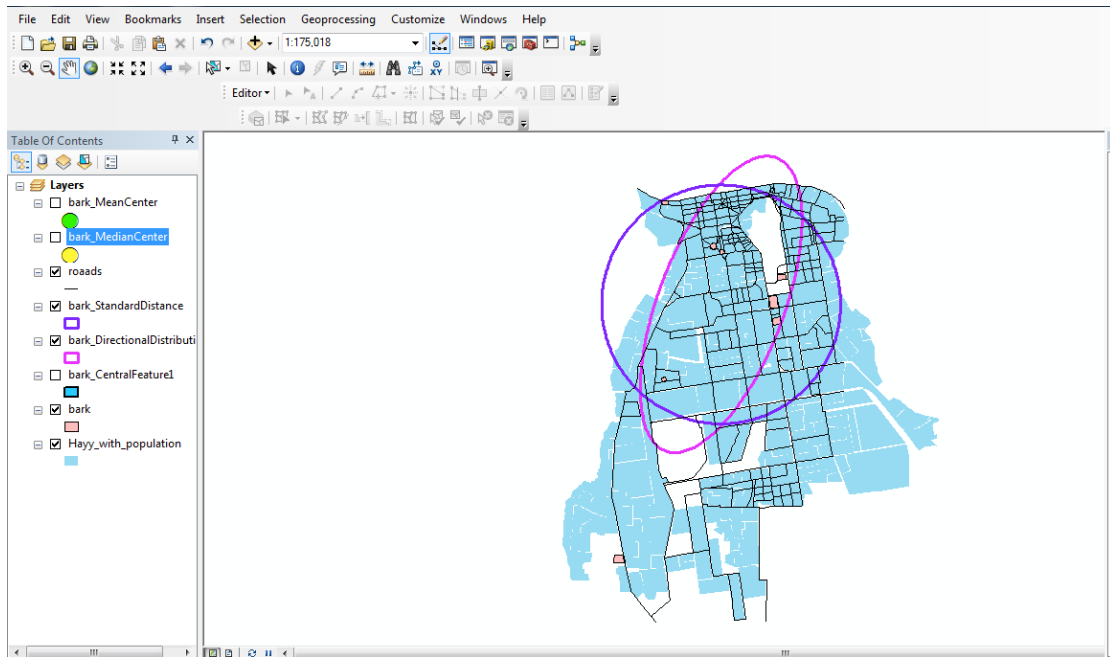 File Edit View Bookmarks Insert Selection Geoprocessing Customize Windows Help
1:175,018
Editor
Table Of Contents
Layers
bark_MeanCenter
bark_MedianCenter
roaads
bark_StandardDistance
bark_DirectionalDistributi
bark_CentralFeature1
bark
Hayy_with_population